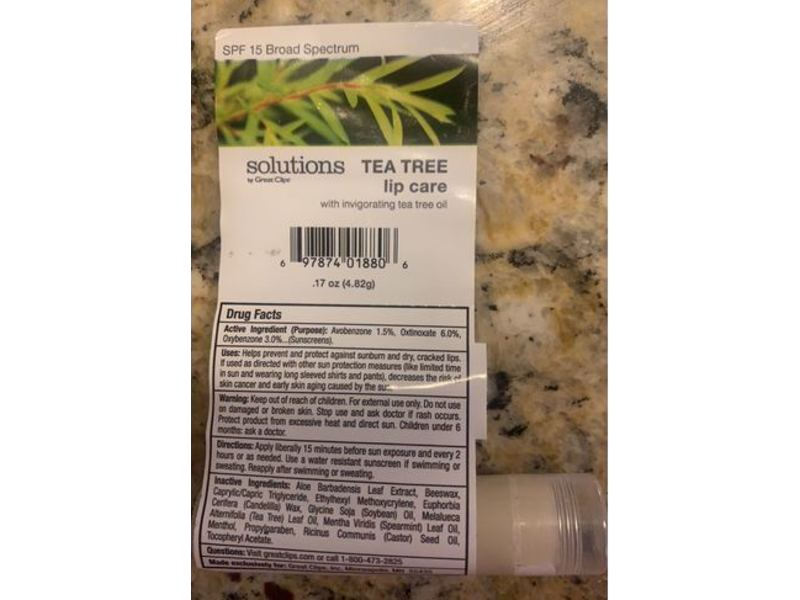 SPF 15 Broad Spectrum
solutions
by Great Clips
TEA TREE
lip care
with invigorating tea tree oil
6 97874 01880 6
.17 oz (4.82g)
Drug Facts
Active Ingredient (Purpose): Avobenzone 1.5%, Oxtinoxate 6.0%,
Oxybenzone 3.0%...(Sunscreens).
Uses: Helps prevent and protect against sunburn and dry, cracked lips.
If used as directed with other sun protection measures (like limited time
in sun and wearing long sleeved shirts and pants), decreases the risk of
skin cancer and early skin aging caused by the
Warning: Keep out of reach of children. For external use only. Do not use
on damaged or broken skin. Stop use and ask doctor if rash occurs.
Protect product from excessive heat and direct sun. Children under 6
months: ask a doctor.
Directions: Apply liberally 15 minutes before sun exposure and every 2
hours or as needed. Use a water resistant sunscreen if swimming or
sweating. Reapply after swimming or sweating.
Inactive Ingredients: Aloe Barbadensis Leaf Extract, Beeswax,
Caprylic/Capric Triglyceride, Ethylhexyl Methoxycrylene, Euphorbia
Cerifera (Candelilla) Wax, Glycine Soja (Soybean) Oil, Melaleuca
Alternifolia (Tea Tree) Leaf Oil, Mentha Viridis (Spearmint) Leaf Oil,
Menthol, Propylparaben, Ricinus Communis (Castor) Seed Oil,
Tocopheryl Acetate.
Questions: Visit greatclips.com or call 1-800-473-2825
Made exclusively for: Great Clips, Inc. Minneapolis, MN